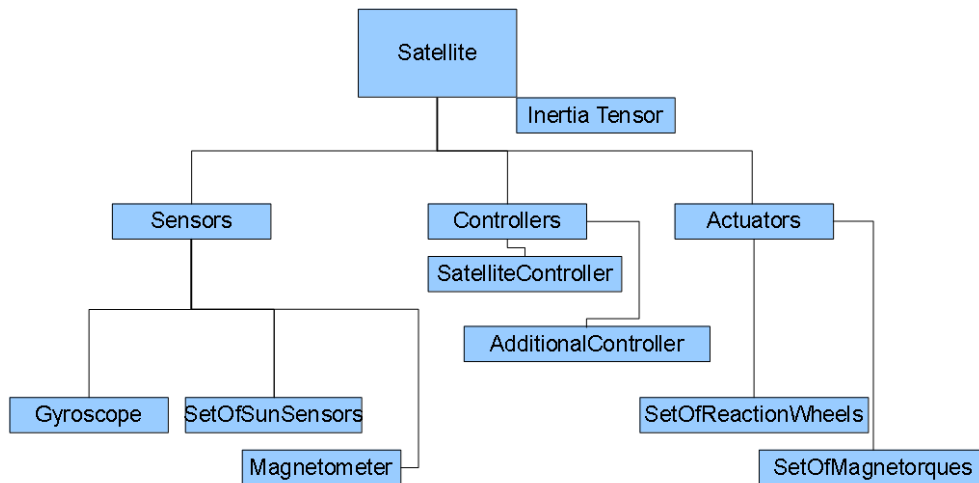 Satellite
Inertia Tensor
Sensors
Controllers
Actuators
SatelliteController
AdditionalController
Gyroscope
SetOfSunSensors
SetOfReactionWheels
Magnetometer
SetOfMagnetorques